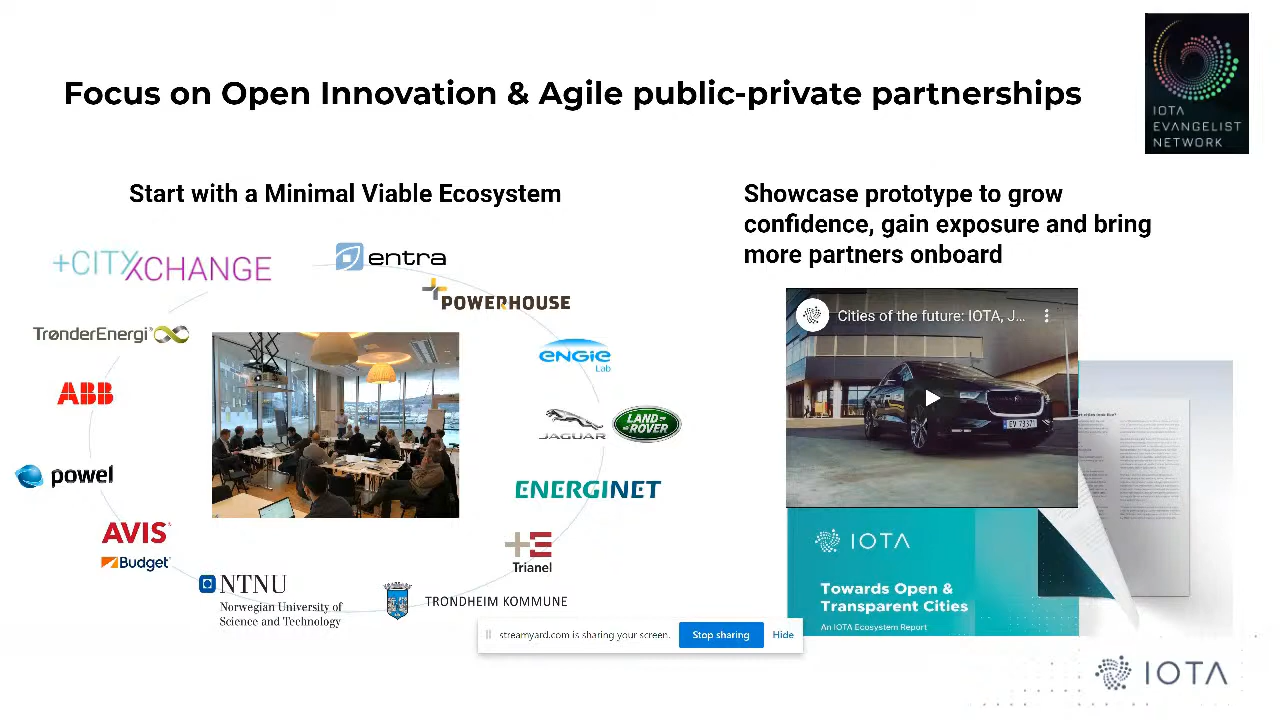 Focus on Open Innovation & Agile public-private partnerships
IOTA
EVANGELIST
NETWORK
Start with a Minimal Viable Ecosystem
+CITYXCHANGE
entra
POWERHOUSE
TrønderEnergi
ENGIE
Lab
ABB
JAGUAR
LAND-
ROVER
powel
ENERGINET
AVIS
Budget
+E
Trianel
NTNU
Norwegian University of
Science and Technology
TRONDHEIM KOMMUNE
Showcase prototype to grow
confidence, gain exposure and bring
more partners onboard
Cities of the future: IOTA, J...
EV 73371
IOTA
Towards Open &
Transparent Cities
An IOTA Ecosystem Report
streamyard.com is sharing your screen.
Stop sharing
Hide
IOTA